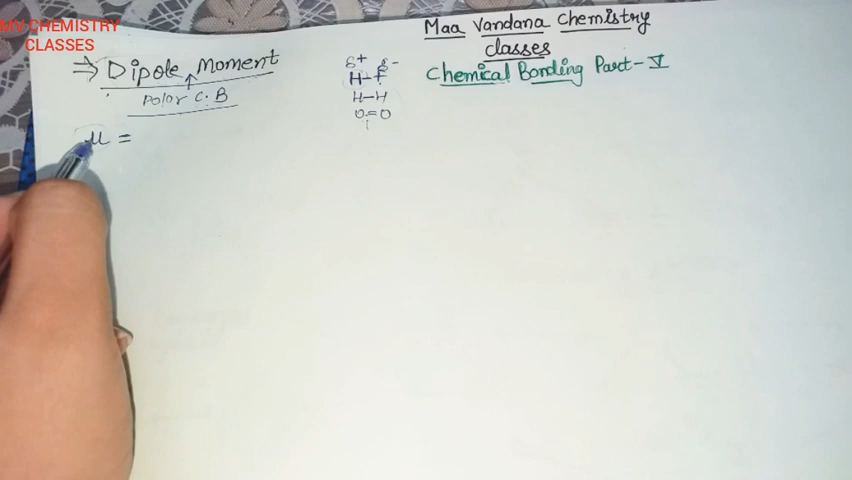 MV CHEMISTRY
CLASSES
Maa Vandana Chemistry
classes
Chemical Bonding Part-V
⇒ Dipole Moment
Polar C.B
δ+ δ-
H-F
H-H
O=O
μ =